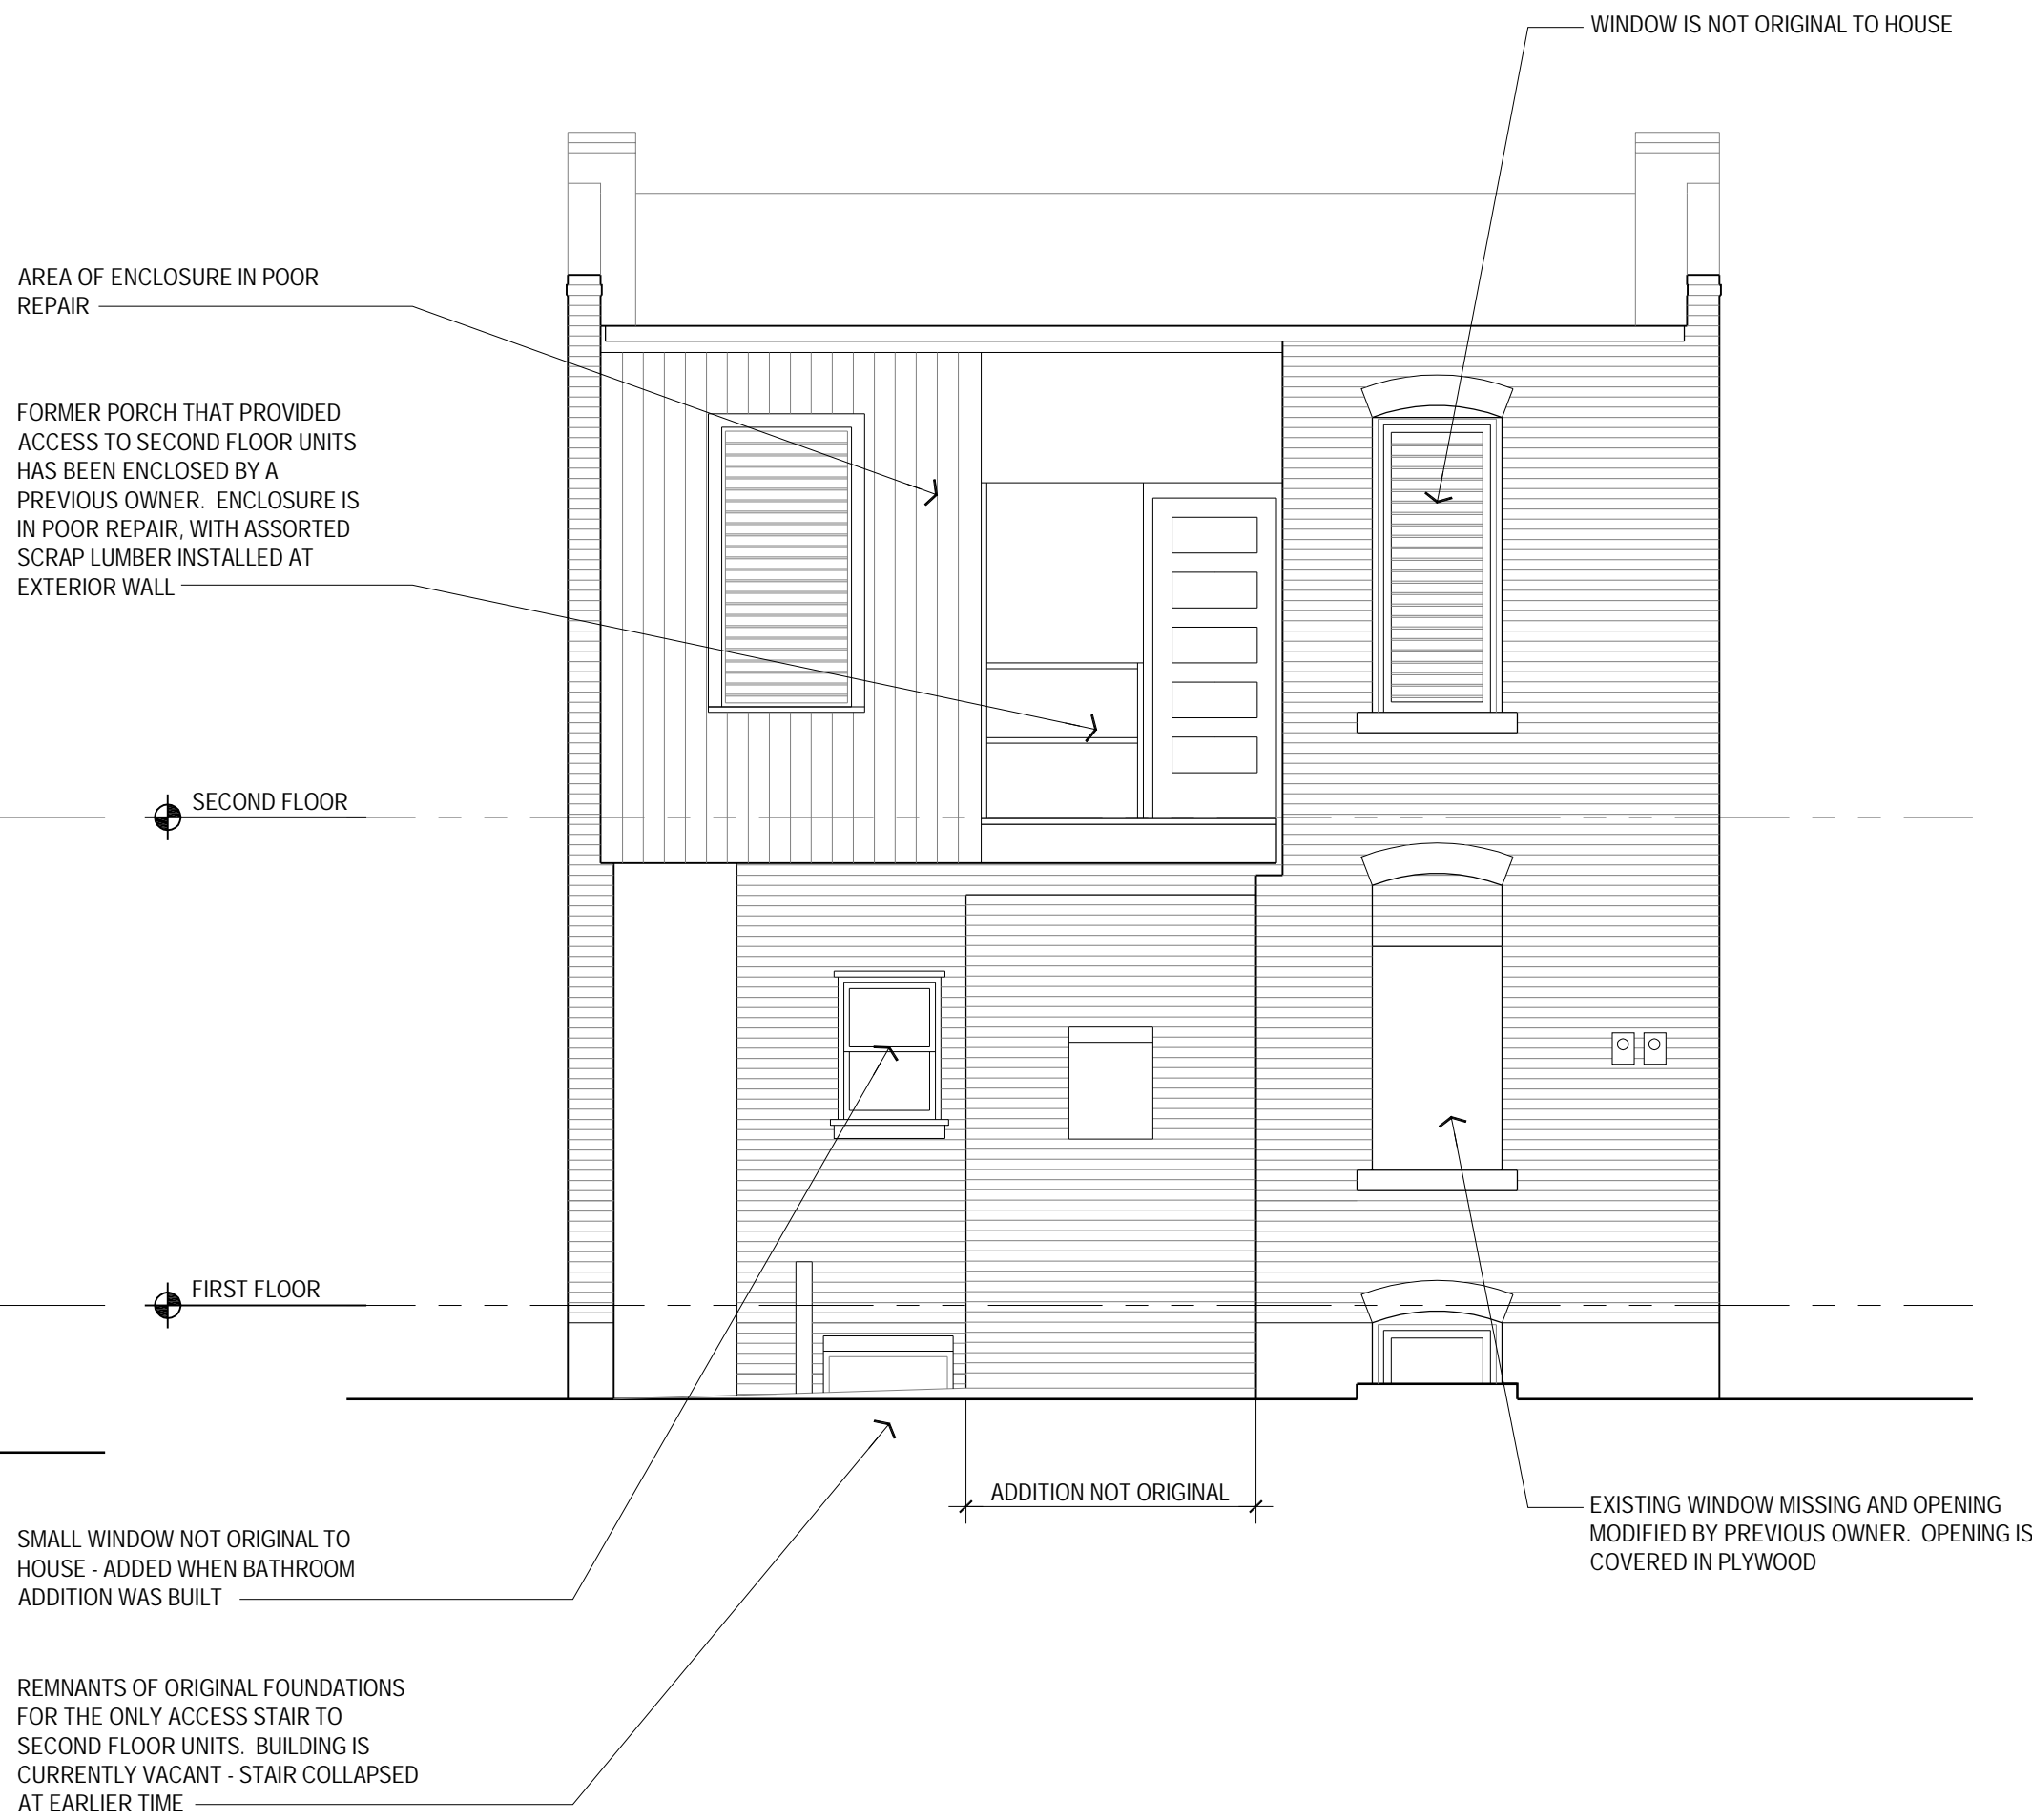 WINDOW IS NOT ORIGINAL TO HOUSE
AREA OF ENCLOSURE IN POOR
REPAIR
FORMER PORCH THAT PROVIDED
ACCESS TO SECOND FLOOR UNITS
HAS BEEN ENCLOSED BY A
PREVIOUS OWNER. ENCLOSURE IS
IN POOR REPAIR, WITH ASSORTED
SCRAP LUMBER INSTALLED AT
EXTERIOR WALL
SECOND FLOOR
FIRST FLOOR
ADDITION NOT ORIGINAL
EXISTING WINDOW MISSING AND OPENING
MODIFIED BY PREVIOUS OWNER. OPENING IS
COVERED IN PLYWOOD
SMALL WINDOW NOT ORIGINAL TO
HOUSE - ADDED WHEN BATHROOM
ADDITION WAS BUILT
REMNANTS OF ORIGINAL FOUNDATIONS
FOR THE ONLY ACCESS STAIR TO
SECOND FLOOR UNITS. BUILDING IS
CURRENTLY VACANT - STAIR COLLAPSED
AT EARLIER TIME